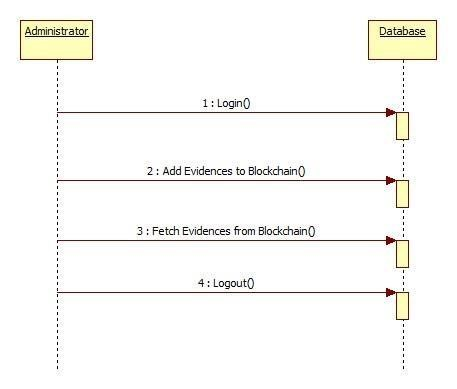 Administrator
Database
1 : Login()
2 : Add Evidences to Blockchain()
3 : Fetch Evidences from Blockchain()
4 : Logout()